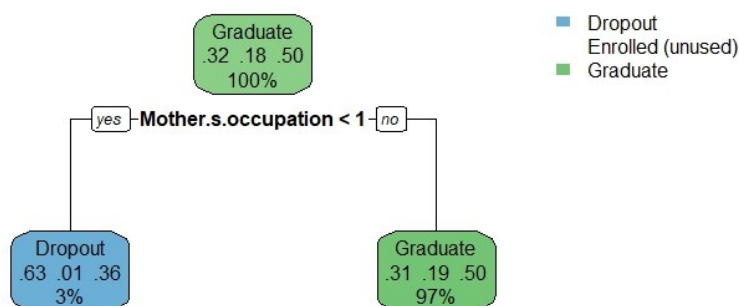 Graduate
.32 .18 .50
100%
Dropout
Enrolled (unused)
Graduate
yes Mother.s.occupation < 1 no
Dropout
.63 .01 .36
3%
Graduate
.31 .19 .50
97%